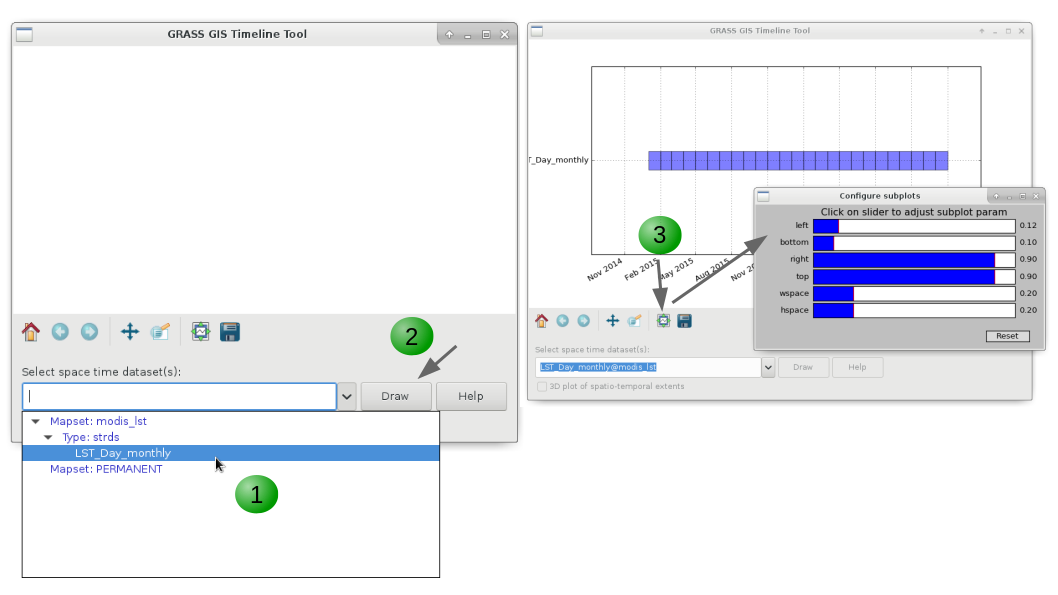 GRASS GIS Timeline Tool
2
Select space time dataset(s):
Draw
Help
Mapset: modis_lst
Type: strds
LST_Day_monthly
Mapset: PERMANENT
1
GRASS GIS Timeline Tool
T_Day_monthly
Nov 2014
Feb 2015
May 2015
Aug 2015
Nov 2
3
Configure subplots
Click on slider to adjust subplot param
left 0.12
bottom 0.10
right 0.90
top 0.90
wspace 0.20
hspace 0.20
Reset
Select space time dataset(s):
LST_Day_monthly@modis_lst
Draw
Help
3D plot of spatio-temporal extents